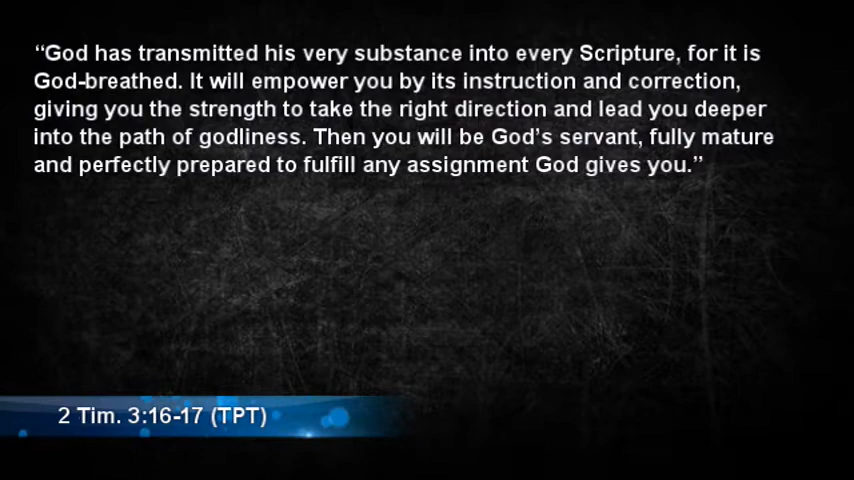 “God has transmitted his very substance into every Scripture, for it is
God-breathed. It will empower you by its instruction and correction,
giving you the strength to take the right direction and lead you deeper
into the path of godliness. Then you will be God’s servant, fully mature
and perfectly prepared to fulfill any assignment God gives you.”
2 Tim. 3:16-17 (TPT)